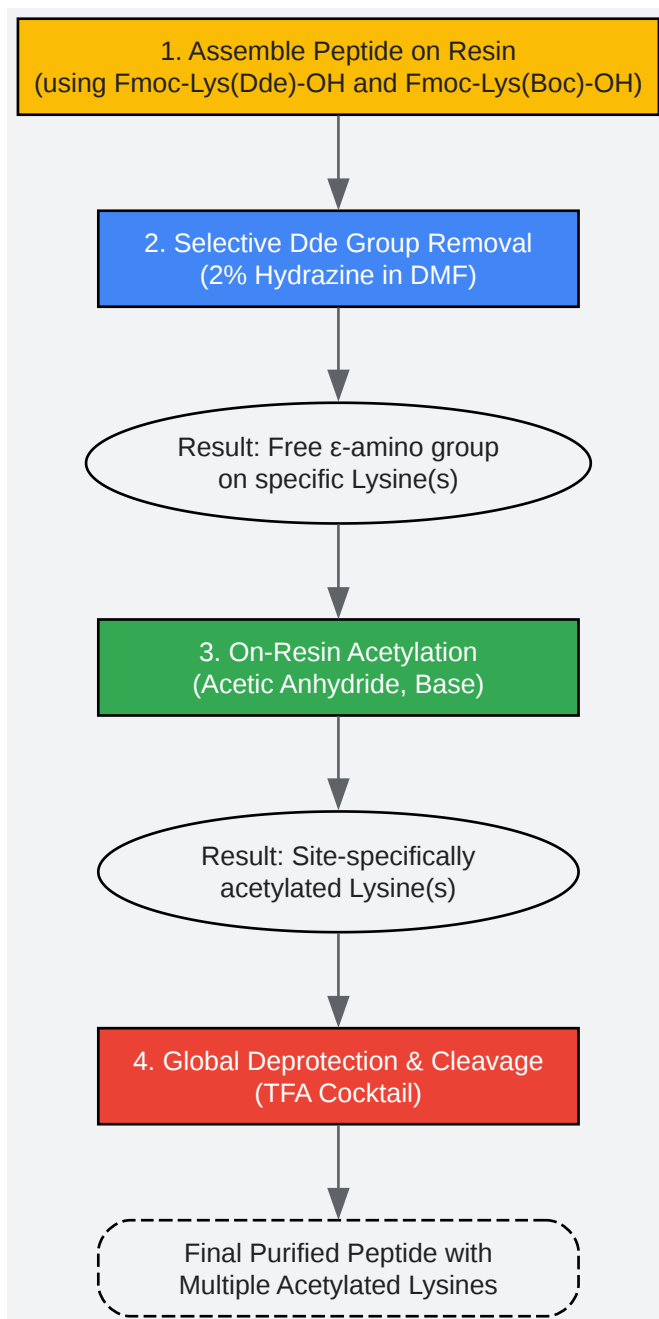 1. Assemble Peptide on Resin
(using Fmoc-Lys(Dde)-OH and Fmoc-Lys(Boc)-OH)
2. Selective Dde Group Removal
(2% Hydrazine in DMF)
Result: Free ε-amino group
on specific Lysine(s)
3. On-Resin Acetylation
(Acetic Anhydride, Base)
Result: Site-specifically
acetylated Lysine(s)
4. Global Deprotection & Cleavage
(TFA Cocktail)
Final Purified Peptide with
Multiple Acetylated Lysines